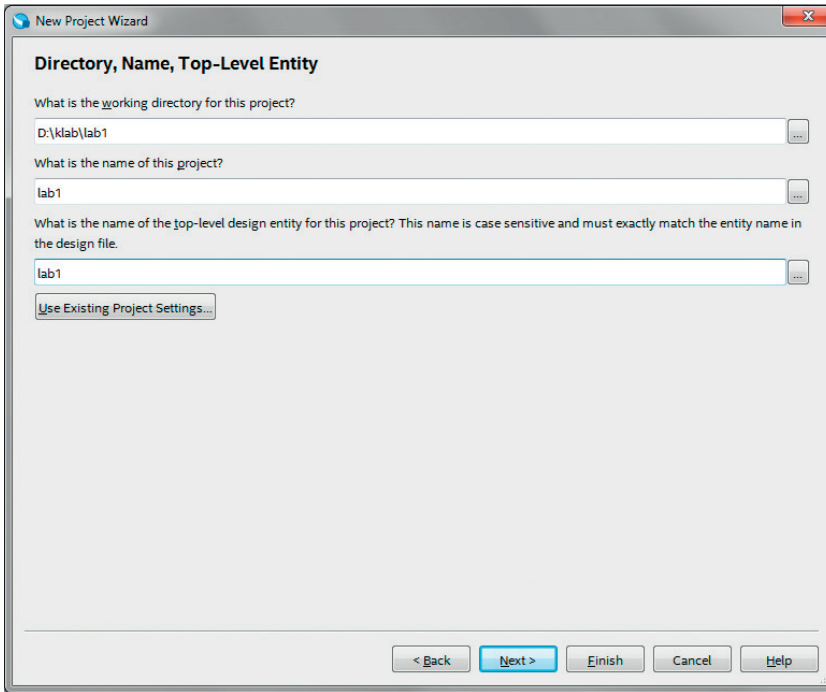 New Project Wizard
Directory, Name, Top-Level Entity
What is the working directory for this project?
D:\klab\lab1
...
What is the name of this project?
lab1
...
What is the name of the top-level design entity for this project? This name is case sensitive and must exactly match the entity name in
the design file.
lab1
...
Use Existing Project Settings...
< Back Next > Finish Cancel Help